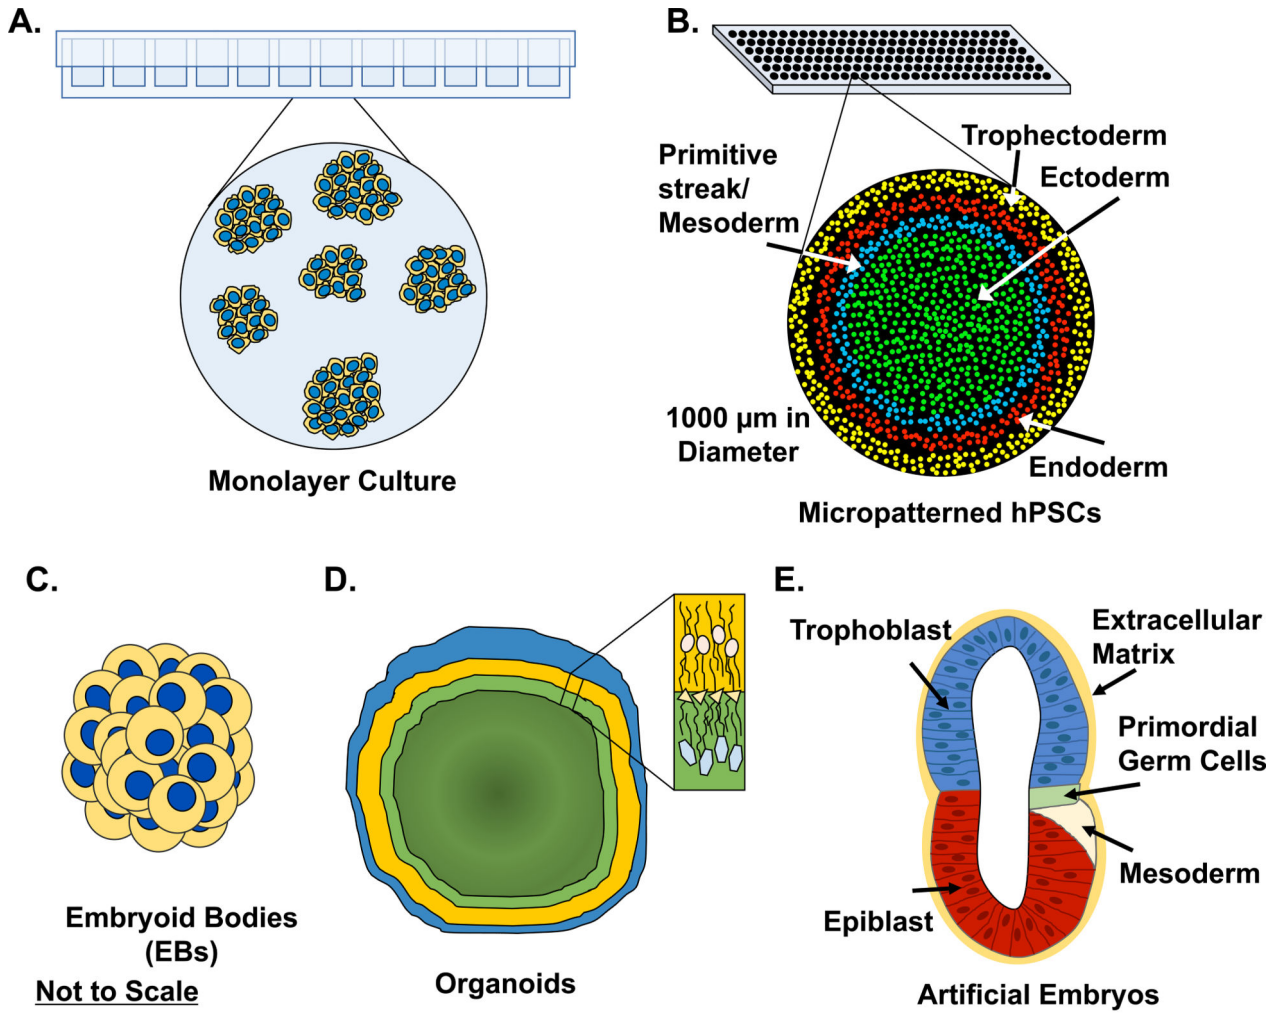 A.
Monolayer Culture
B.
Trophectoderm
Ectoderm
Primitive
streak/
Mesoderm
1000 µm in
Diameter
Endoderm
Micropatterned hPSCs
C.
Embryoid Bodies
(EBs)
Not to Scale
D.
Organoids
E.
Trophoblast
Extracellular
Matrix
Primordial
Germ Cells
Mesoderm
Epiblast
Artificial Embryos